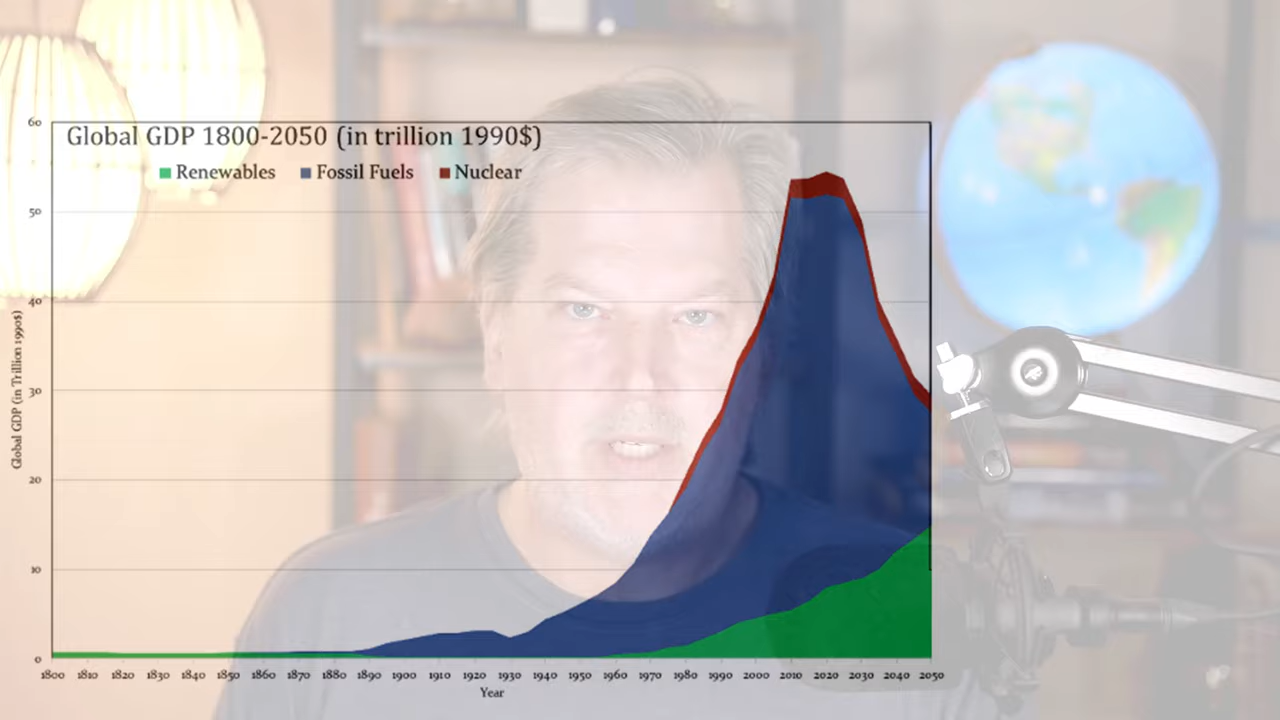 Global GDP 1800-2050 (in trillion 1990$)
Renewables Fossil Fuels Nuclear
60
50
40
30
20
10
0
Global GDP (in Trillion 1990$)
1800 1810 1820 1830 1840 1850 1860 1870 1880 1890 1900 1910 1920 1930 1940 1950 1960 1970 1980 1990 2000 2010 2020 2030 2040 2050
Year